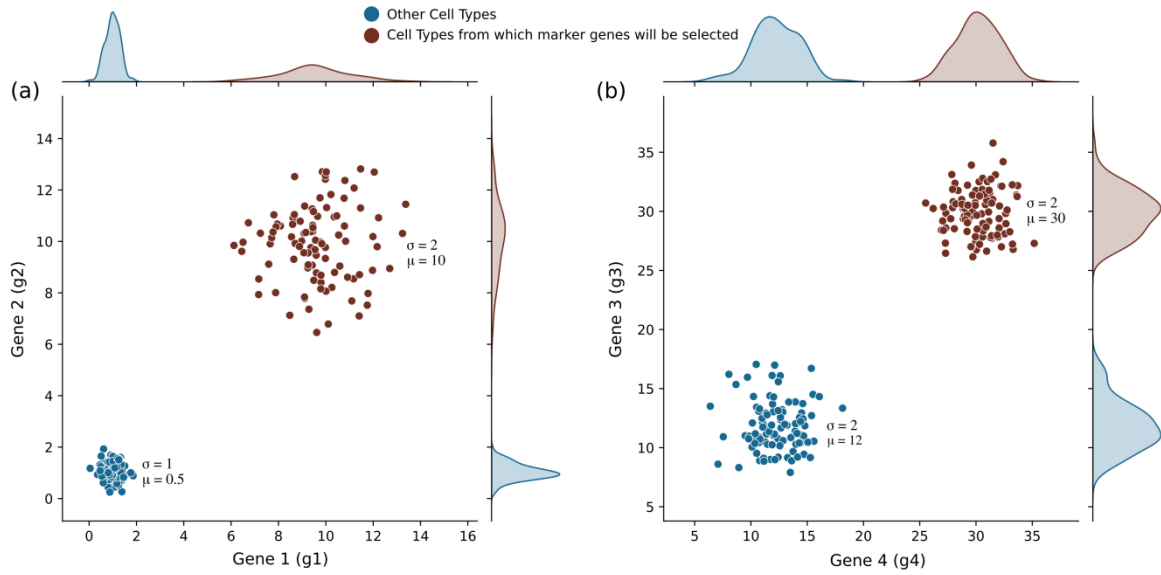 Other Cell Types
Cell Types from which marker genes will be selected
(a)
14
12
10
8
6
4
2
0
Gene 2 (g2)
σ = 2
μ = 10
σ = 1
μ = 0.5
0 2 4 6 8 10 12 14 16
Gene 1 (g1)
(b)
35
30
25
20
15
10
5
Gene 3 (g3)
σ = 2
μ = 30
σ = 2
μ = 12
5 10 15 20 25 30 35
Gene 4 (g4)